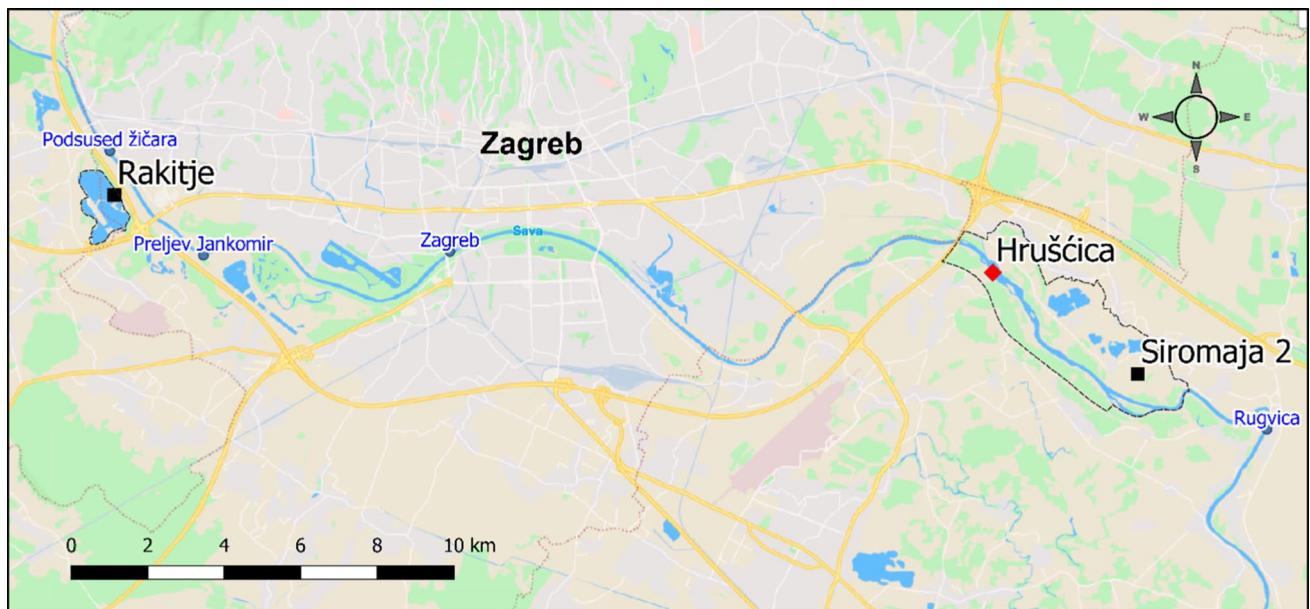 N
W
E
S
Zagreb
Podsused žičara
Rakitje
Preljev Jankomir
Zagreb
Sava
Hrušćica
Siromaja 2
Rugvica
0 2 4 6 8 10 km